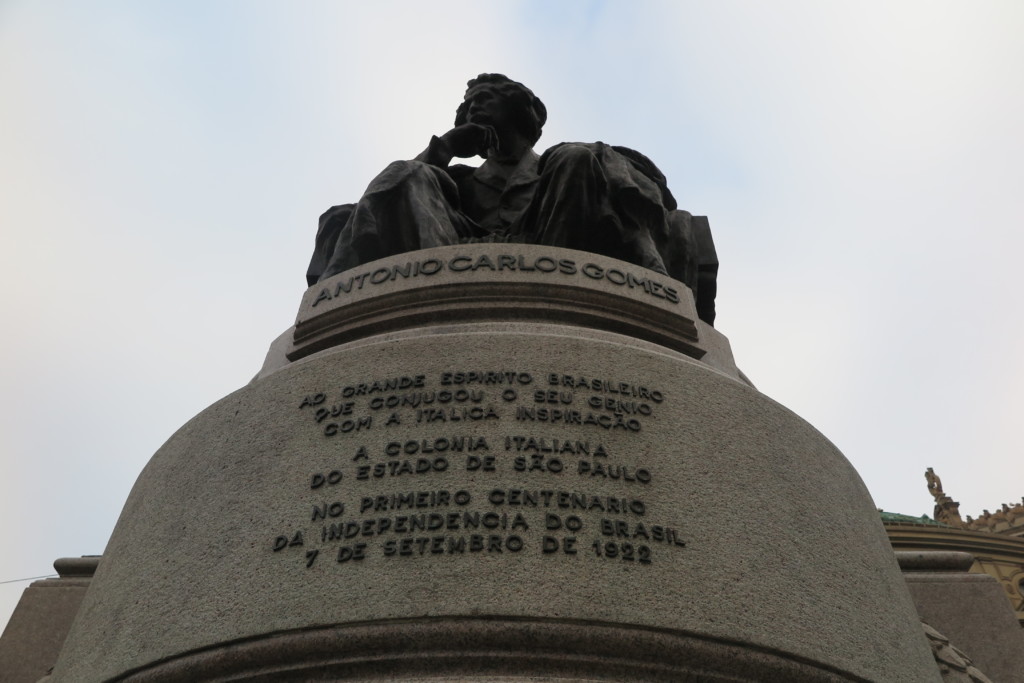 ANTONIO CARLOS GOMES
AO GRANDE ESPIRITO BRASILEIRO
QUE CONJUGOU O SEU GENIO
COM A ITALICA INSPIRAÇÃO
A COLONIA ITALIANA
DO ESTADO DE SÃO PAULO
NO PRIMEIRO CENTENARIO
DA INDEPENDENCIA DO BRASIL
7 DE SETEMBRO DE 1922